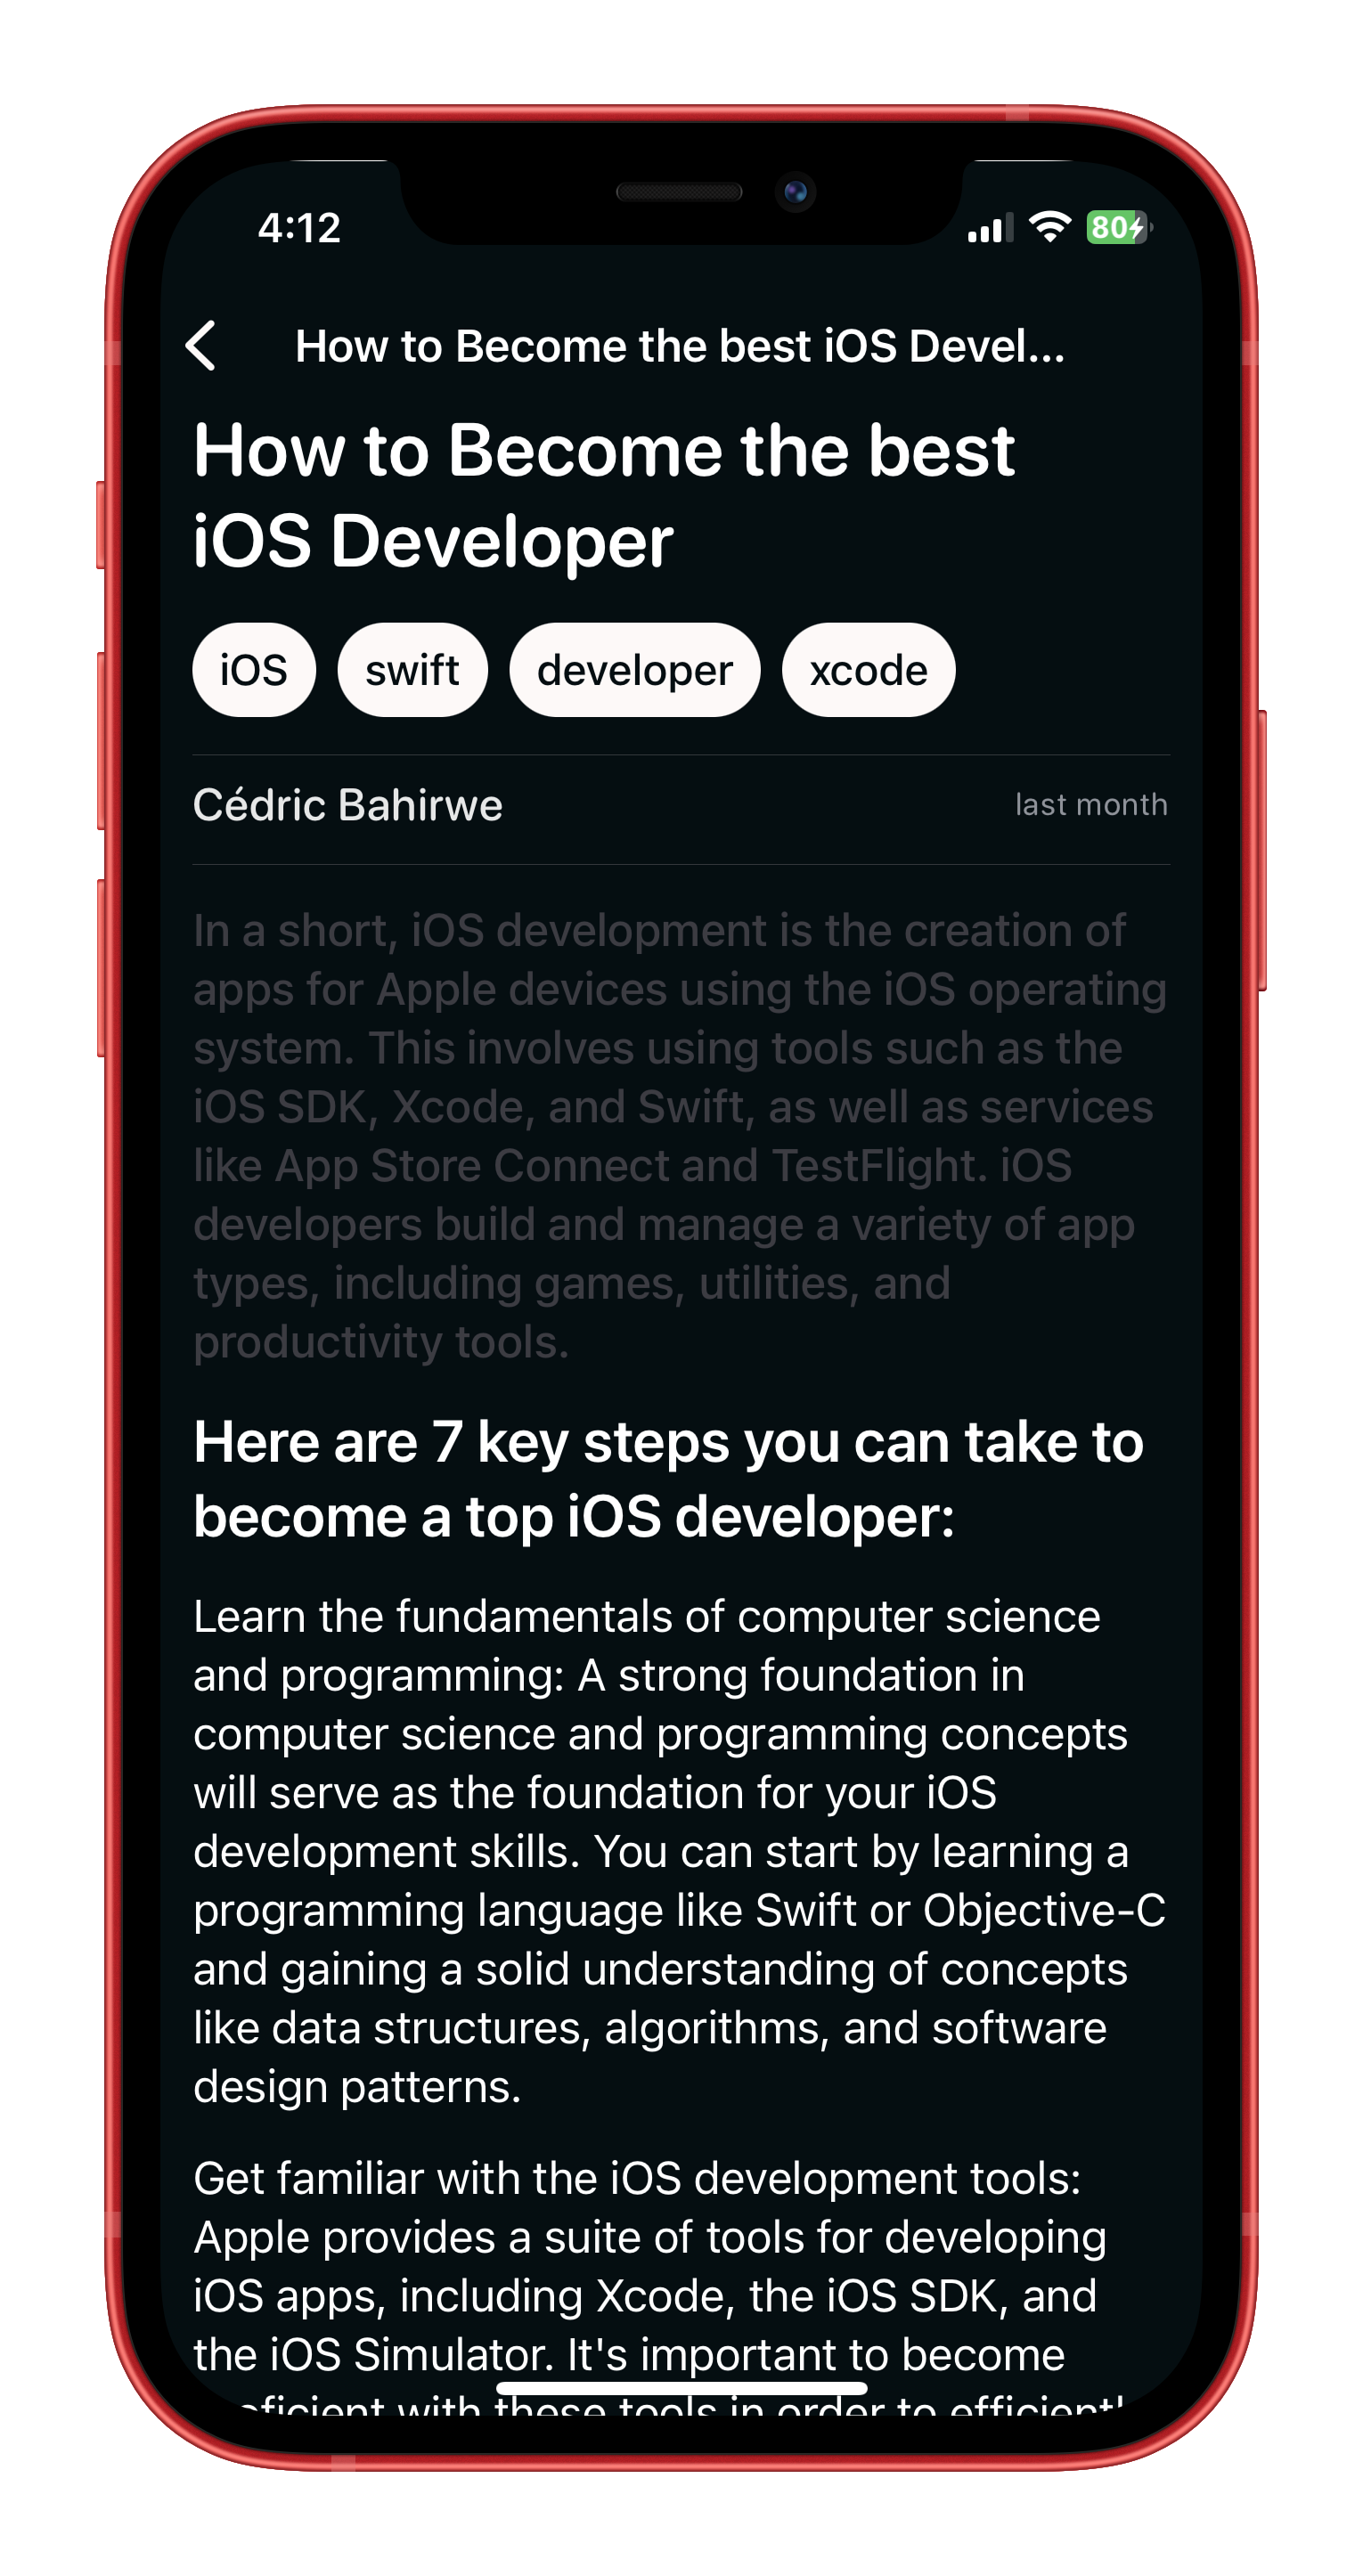 4:12
80
How to Become the best iOS Devel...
How to Become the best
iOS Developer
iOS swift developer xcode
Cédric Bahirwe last month
In a short, iOS development is the creation of
apps for Apple devices using the iOS operating
system. This involves using tools such as the
iOS SDK, Xcode, and Swift, as well as services
like App Store Connect and TestFlight. iOS
developers build and manage a variety of app
types, including games, utilities, and
productivity tools.
Here are 7 key steps you can take to
become a top iOS developer:
Learn the fundamentals of computer science
and programming: A strong foundation in
computer science and programming concepts
will serve as the foundation for your iOS
development skills. You can start by learning a
programming language like Swift or Objective-C
and gaining a solid understanding of concepts
like data structures, algorithms, and software
design patterns.
Get familiar with the iOS development tools:
Apple provides a suite of tools for developing
iOS apps, including Xcode, the iOS SDK, and
the iOS Simulator. It's important to become
with these tools in order to